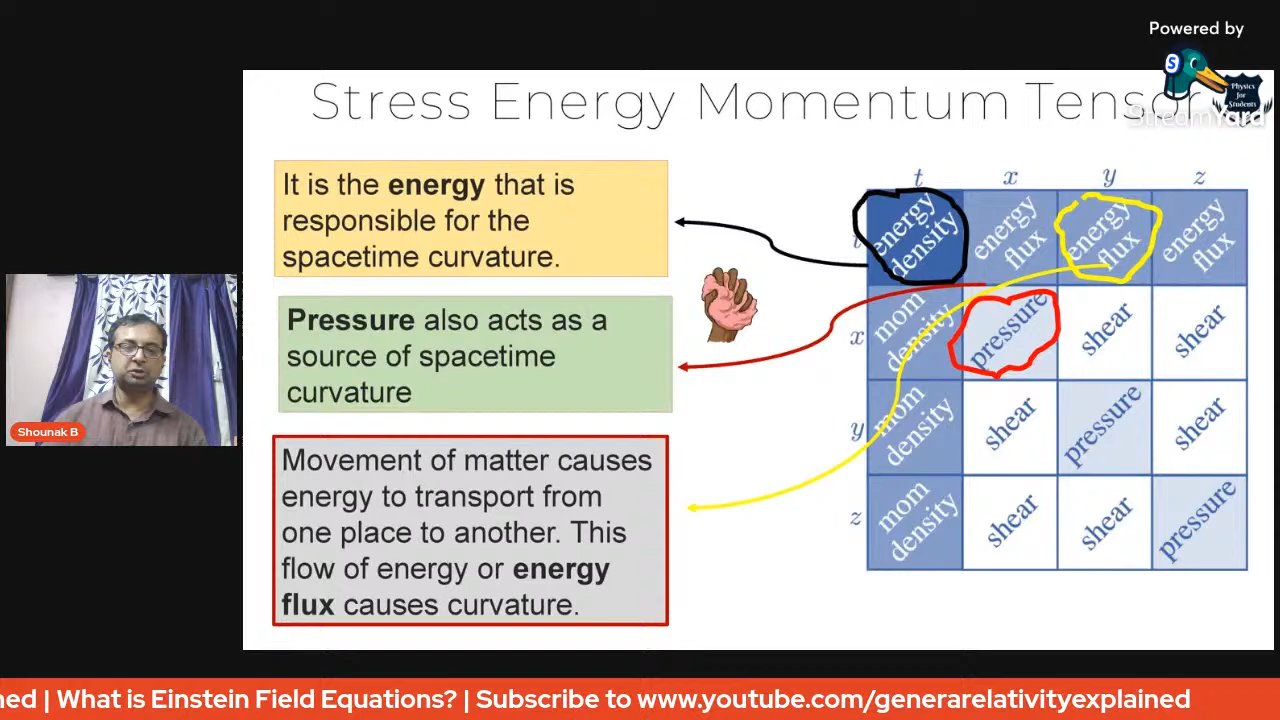 Powered by
StreamYard
Physics
for
Students
Stress Energy Momentum Tensor
It is the energy that is
responsible for the
spacetime curvature.
Pressure also acts as a
source of spacetime
curvature
Movement of matter causes
energy to transport from
one place to another. This
flow of energy or energy
flux causes curvature.
t x y z
t energy density energy flux energy flux energy flux
x mom density pressure shear shear
y mom density shear pressure shear
z mom density shear shear pressure
Shounak B
ned | What is Einstein Field Equations? | Subscribe to www.youtube.com/generarelativityexplained